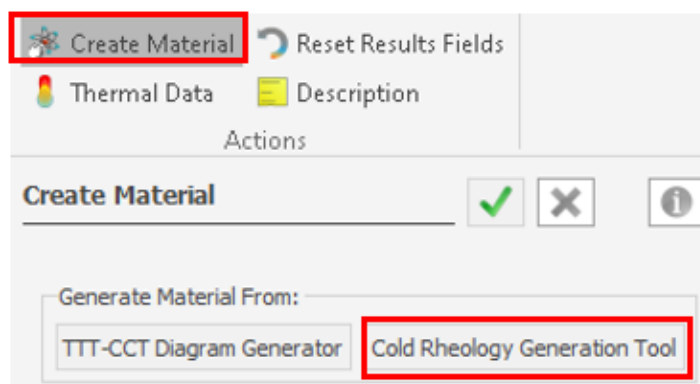 Create Material Reset Results Fields
Thermal Data Description
Actions
Create Material
Generate Material From:
TTT-CCT Diagram Generator Cold Rheology Generation Tool